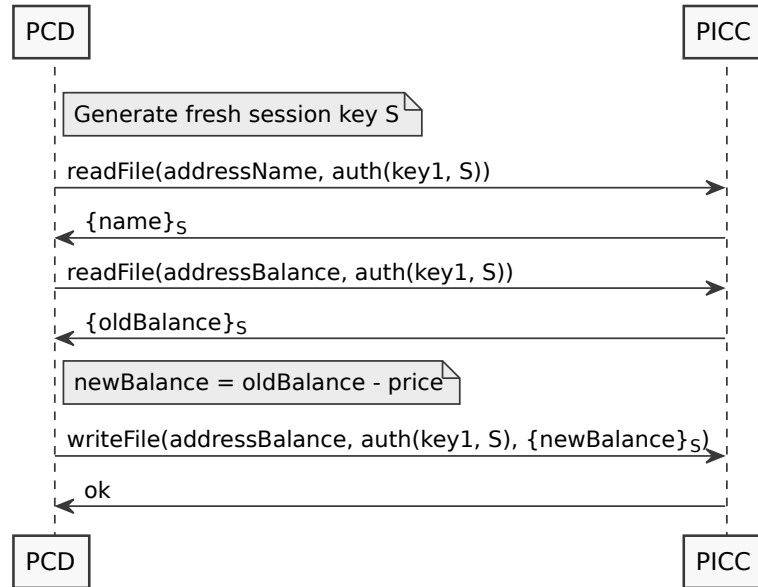 PCD PICC
Generate fresh session key S
readFile(addressName, auth(key1, S))
{name}S
readFile(addressBalance, auth(key1, S))
{oldBalance}S
newBalance = oldBalance - price
writeFile(addressBalance, auth(key1, S), {newBalance}S)
ok
PCD PICC